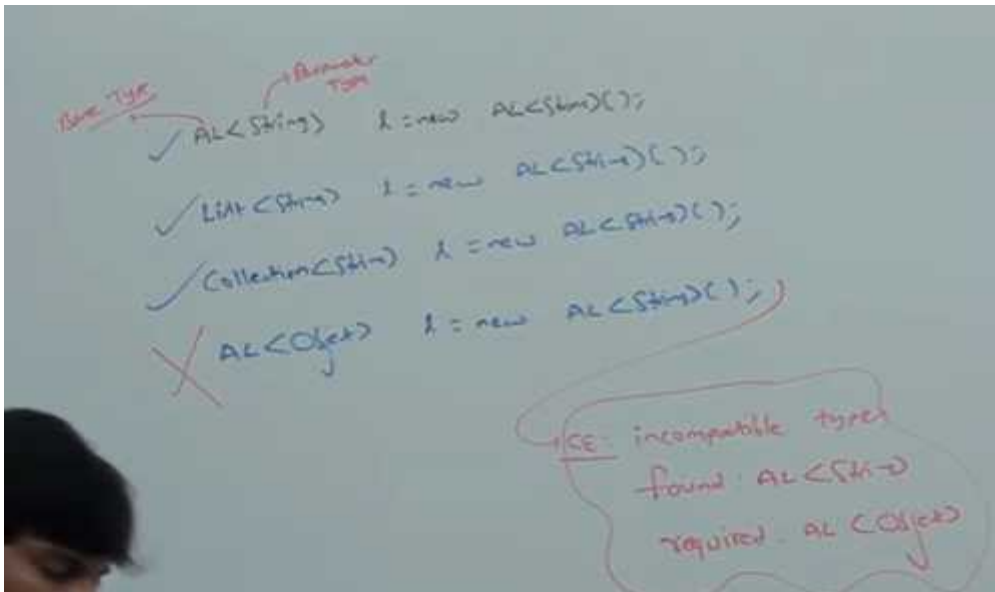 Base Type
Parameter Type
✓ AL<String> l = new AL<String>();
✓ List<String> l = new AL<String>();
✓ Collection<String> l = new AL<String>();
✗ AL<Object> l = new AL<String>();
CE: incompatible types
found: AL<String>
required: AL<Object>